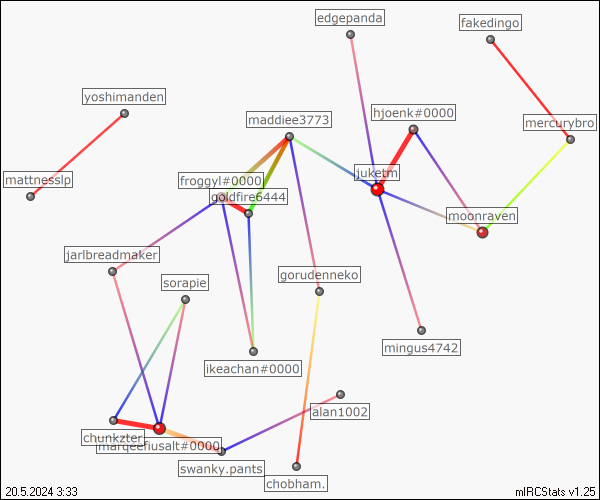 edgepanda
fakedingo
yoshimanden
hjoenk#0000
maddiee3773
mercurybro
mattnesslp
froggyl#0000
juketm
goldfire6444
moonraven
jarlbreadmaker
gorudenneko
sorapie
mingus4742
ikeachan#0000
alan1002
chunkzter
marqeefiusalt#0000
swanky.pants
chobham.
20.5.2024 3:33
mIRCStats v1.25